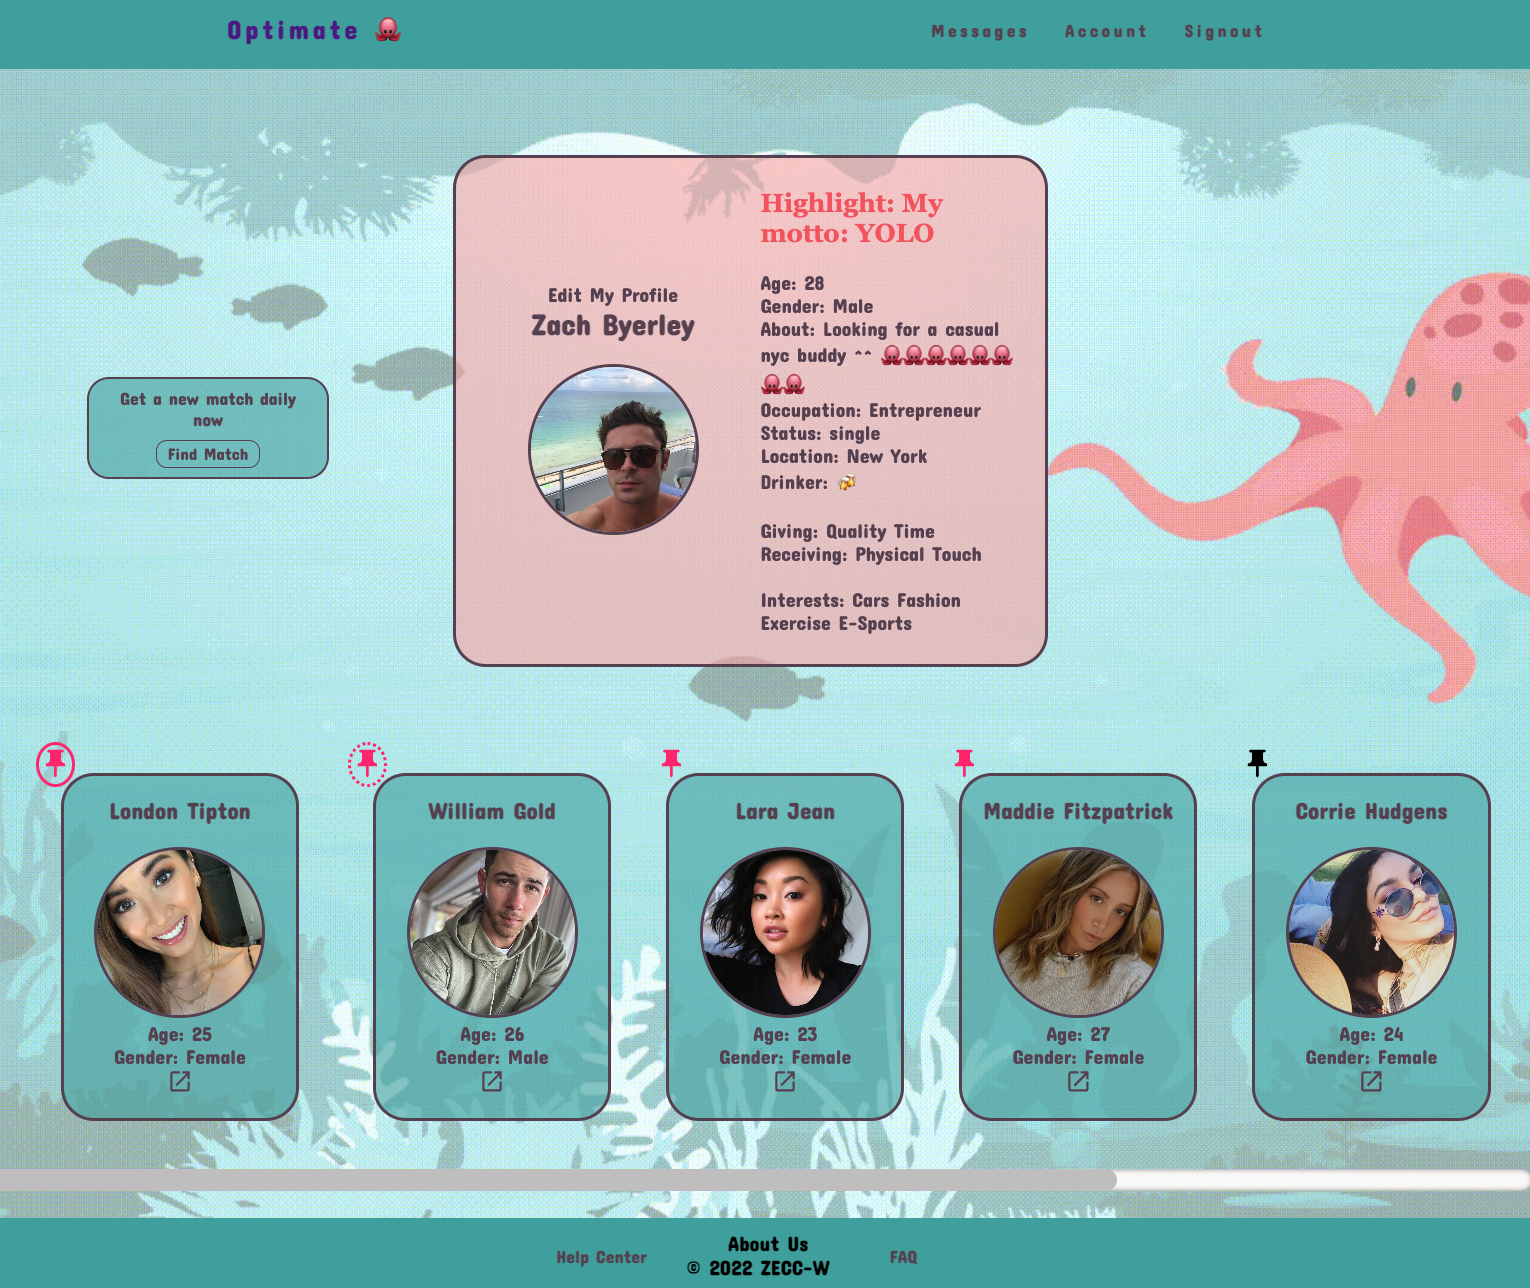 Optimate 🐙
Messages Account Signout
Highlight: My
motto: YOLO
Edit My Profile
Zach Byerley
Age: 28
Gender: Male
About: Looking for a casual
nyc buddy ^^ 🐙🐙🐙🐙🐙🐙
🐙🐙
Occupation: Entrepreneur
Status: single
Location: New York
Drinker: 🍻
Giving: Quality Time
Receiving: Physical Touch
Interests: Cars Fashion
Exercise E-Sports
Get a new match daily
now
Find Match
London Tipton
Age: 25
Gender: Female
William Gold
Age: 26
Gender: Male
Lara Jean
Age: 23
Gender: Female
Maddie Fitzpatrick
Age: 27
Gender: Female
Corrie Hudgens
Age: 24
Gender: Female
Help Center
About Us
© 2022 ZECC-W
FAQ